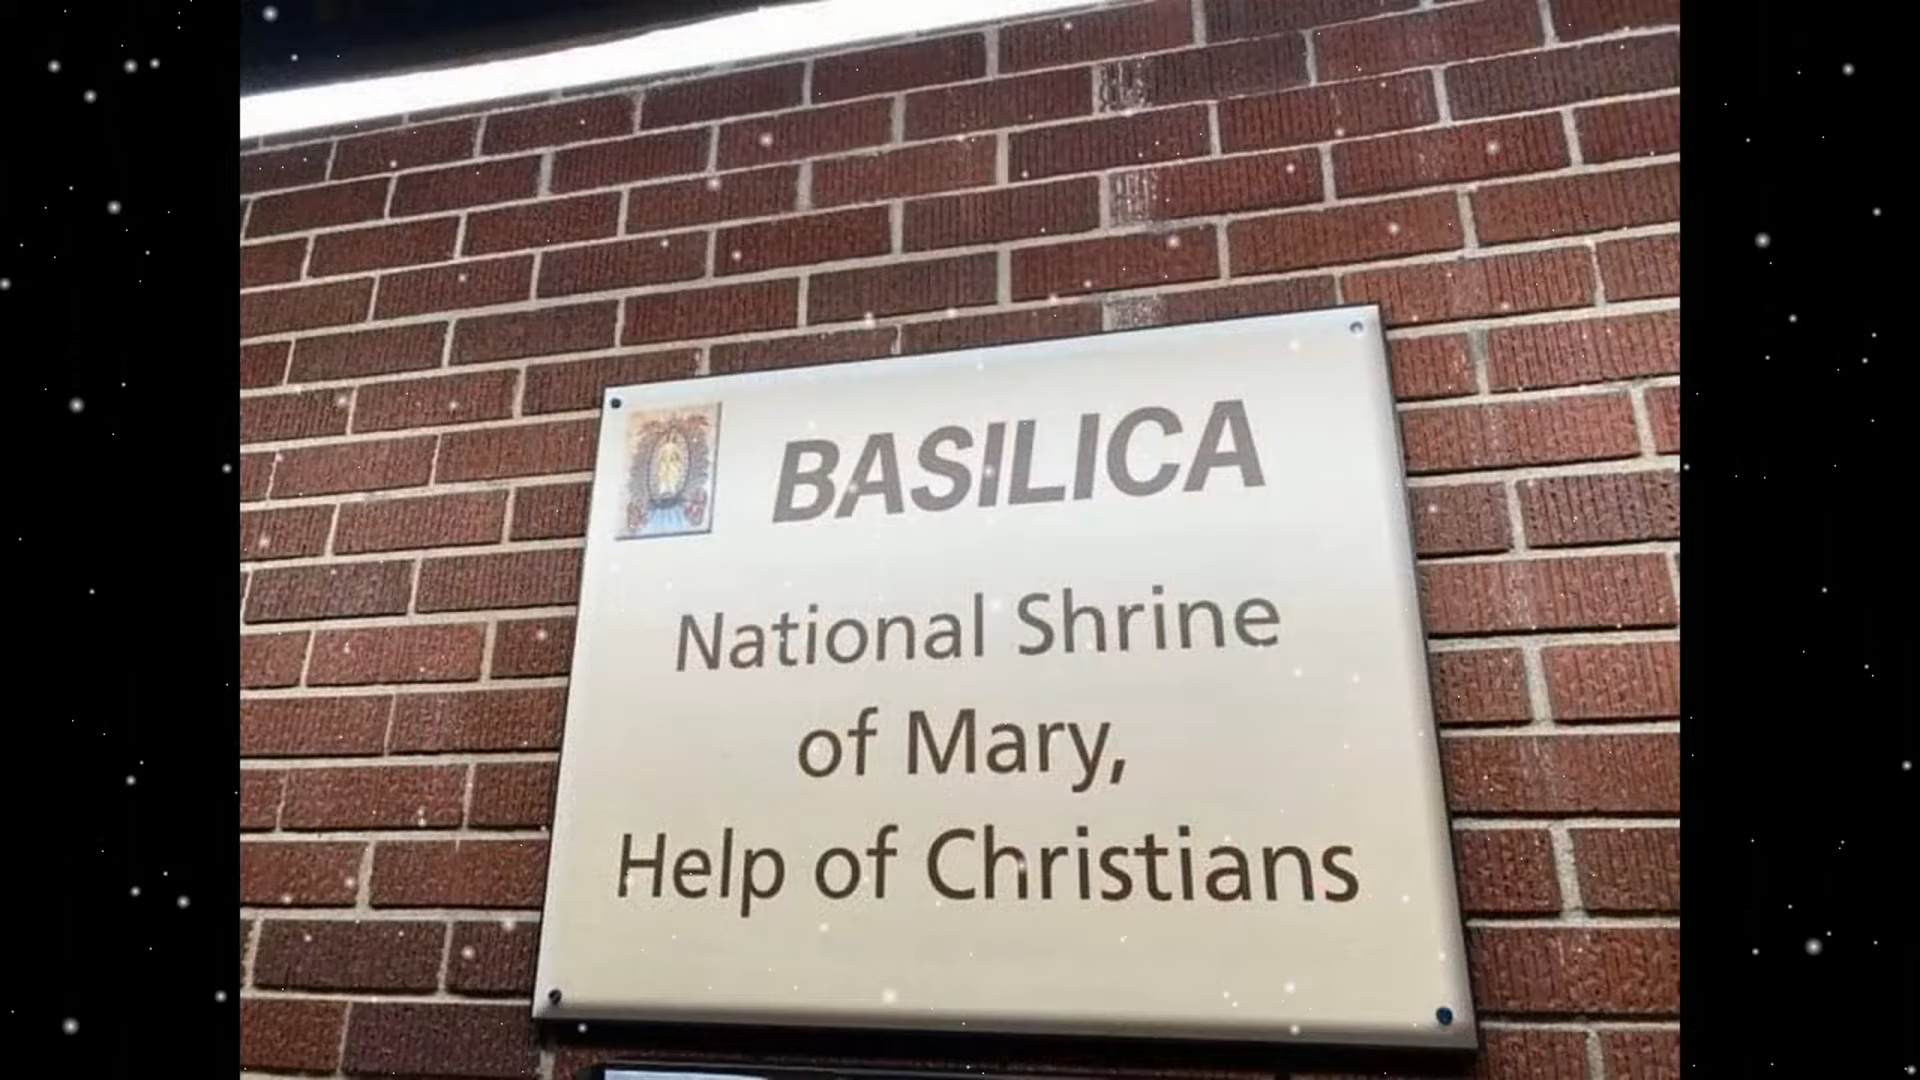 BASILICA
National Shrine
of Mary,
Help of Christians